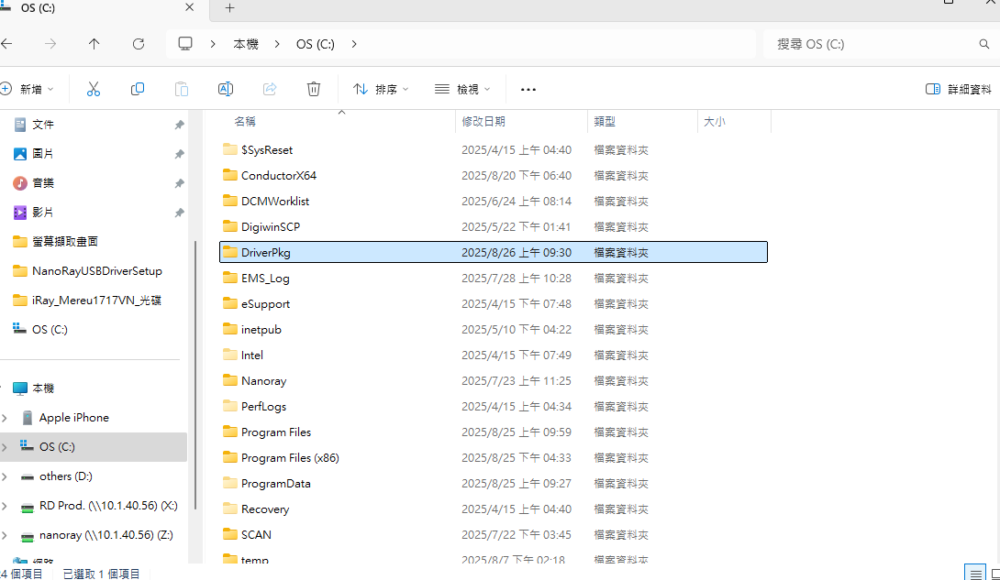 OS (C:)
本機 OS (C:) 搜尋 OS (C:)
新增 排序 檢視 詳細資料
名稱 修改日期 類型 大小
文件
圖片
音樂
影片
螢幕擷取畫面
NanoRayUSBDriverSetup
iRay_Mereu1717VN_光碟
OS (C:)
本機
Apple iPhone
OS (C:)
others (D:)
RD Prod. (\\10.1.40.56) (X:)
nanoray (\\10.1.40.56) (Z:)
網路
$SysReset 2025/4/15 上午 04:40 檔案資料夾
ConductorX64 2025/8/20 下午 06:40 檔案資料夾
DCMWorklist 2025/6/24 上午 08:14 檔案資料夾
DigiwinSCP 2025/5/22 下午 01:41 檔案資料夾
DriverPkg 2025/8/26 上午 09:30 檔案資料夾
EMS_Log 2025/7/28 上午 10:28 檔案資料夾
eSupport 2025/4/15 下午 07:48 檔案資料夾
inetpub 2025/5/10 下午 04:22 檔案資料夾
Intel 2025/4/15 下午 07:49 檔案資料夾
Nanoray 2025/7/23 上午 11:25 檔案資料夾
PerfLogs 2025/4/15 上午 04:34 檔案資料夾
Program Files 2025/8/25 上午 09:59 檔案資料夾
Program Files (x86) 2025/8/25 下午 04:33 檔案資料夾
ProgramData 2025/8/25 上午 09:27 檔案資料夾
Recovery 2025/4/15 上午 04:40 檔案資料夾
SCAN 2025/7/22 下午 03:45 檔案資料夾
temp 2025/8/7 下午 02:18 檔案資料夾
4 個項目 已選取 1 個項目